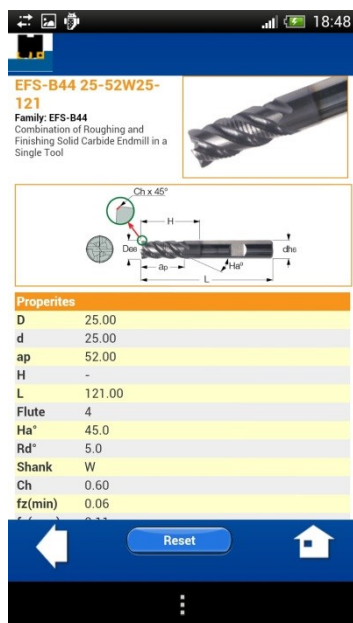 18:48
EFS-B44 25-52W25-
121
Family: EFS-B44
Combination of Roughing and
Finishing Solid Carbide Endmill in a
Single Tool
Ch x 45°
H
ap
Ha°
L
Properites
D 25.00
d 25.00
ap 52.00
H -
L 121.00
Flute 4
Ha° 45.0
Rd° 5.0
Shank W
Ch 0.60
fz(min) 0.06
Reset